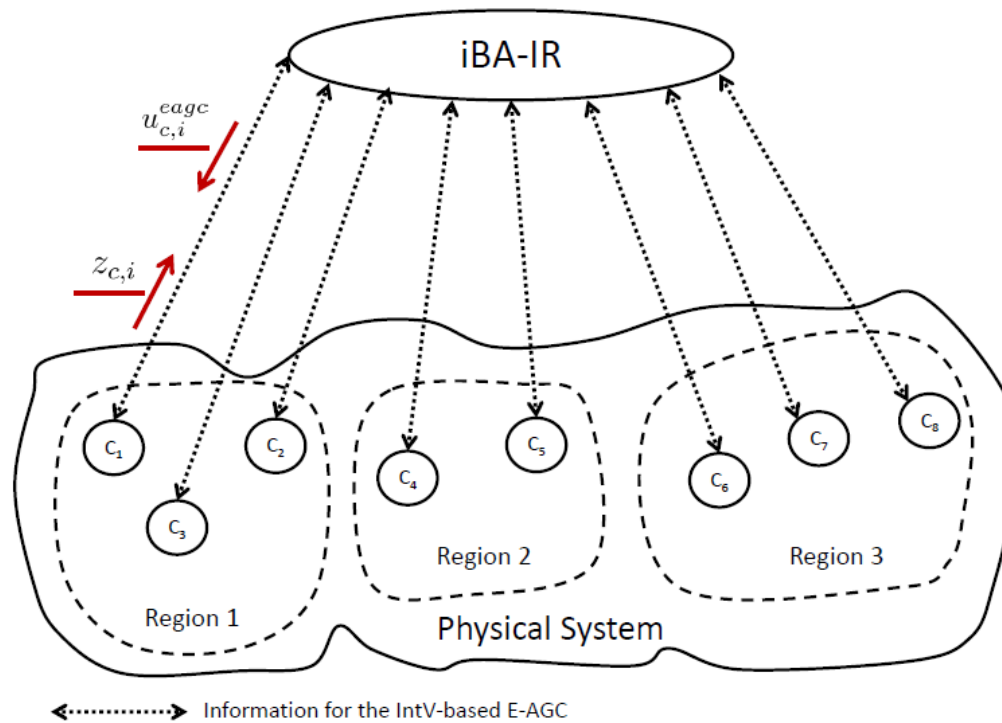 iBA-IR
u_{c,i}^{eagc}
z_{c,i}
C₁
C₂
C₃
C₄
C₅
C₆
C₇
C₈
Region 1
Region 2
Region 3
Physical System
Information for the IntV-based E-AGC